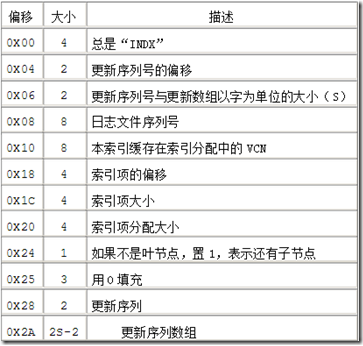 偏移 大小 描述
0X00 4 总是“INDX”
0X04 2 更新序列号的偏移
0X06 2 更新序列号与更新数组以字为单位的大小（S）
0X08 8 日志文件序列号
0X10 8 本索引缓存在索引分配中的VCN
0X18 4 索引项的偏移
0X1C 4 索引项大小
0X20 4 索引项分配大小
0X24 1 如果不是叶节点，置1，表示还有子节点
0X25 3 用0填充
0X28 2 更新序列
0X2A 2S-2 更新序列数组